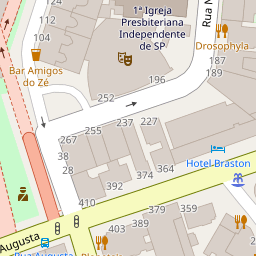 112
104
124
1ª Igreja
Presbiteriana
Independente
de SP
Rua N
Drosophyla
Bar Amigos
do Zé
196
187
189
252
237
227
255
267
38
28
364
374
392
410
Hotel Braston
Augusta
Rua Augusta
403
379
389
359